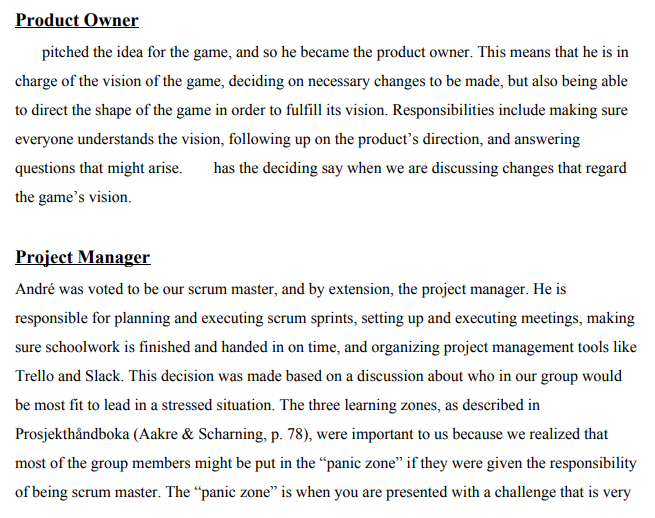 Product Owner
pitched the idea for the game, and so he became the product owner. This means that he is in
charge of the vision of the game, deciding on necessary changes to be made, but also being able
to direct the shape of the game in order to fulfill its vision. Responsibilities include making sure
everyone understands the vision, following up on the product’s direction, and answering
questions that might arise. has the deciding say when we are discussing changes that regard
the game’s vision.
Project Manager
André was voted to be our scrum master, and by extension, the project manager. He is
responsible for planning and executing scrum sprints, setting up and executing meetings, making
sure schoolwork is finished and handed in on time, and organizing project management tools like
Trello and Slack. This decision was made based on a discussion about who in our group would
be most fit to lead in a stressed situation. The three learning zones, as described in
Prosjekthåndboka (Aakre & Scharning, p. 78), were important to us because we realized that
most of the group members might be put in the “panic zone” if they were given the responsibility
of being scrum master. The “panic zone” is when you are presented with a challenge that is very